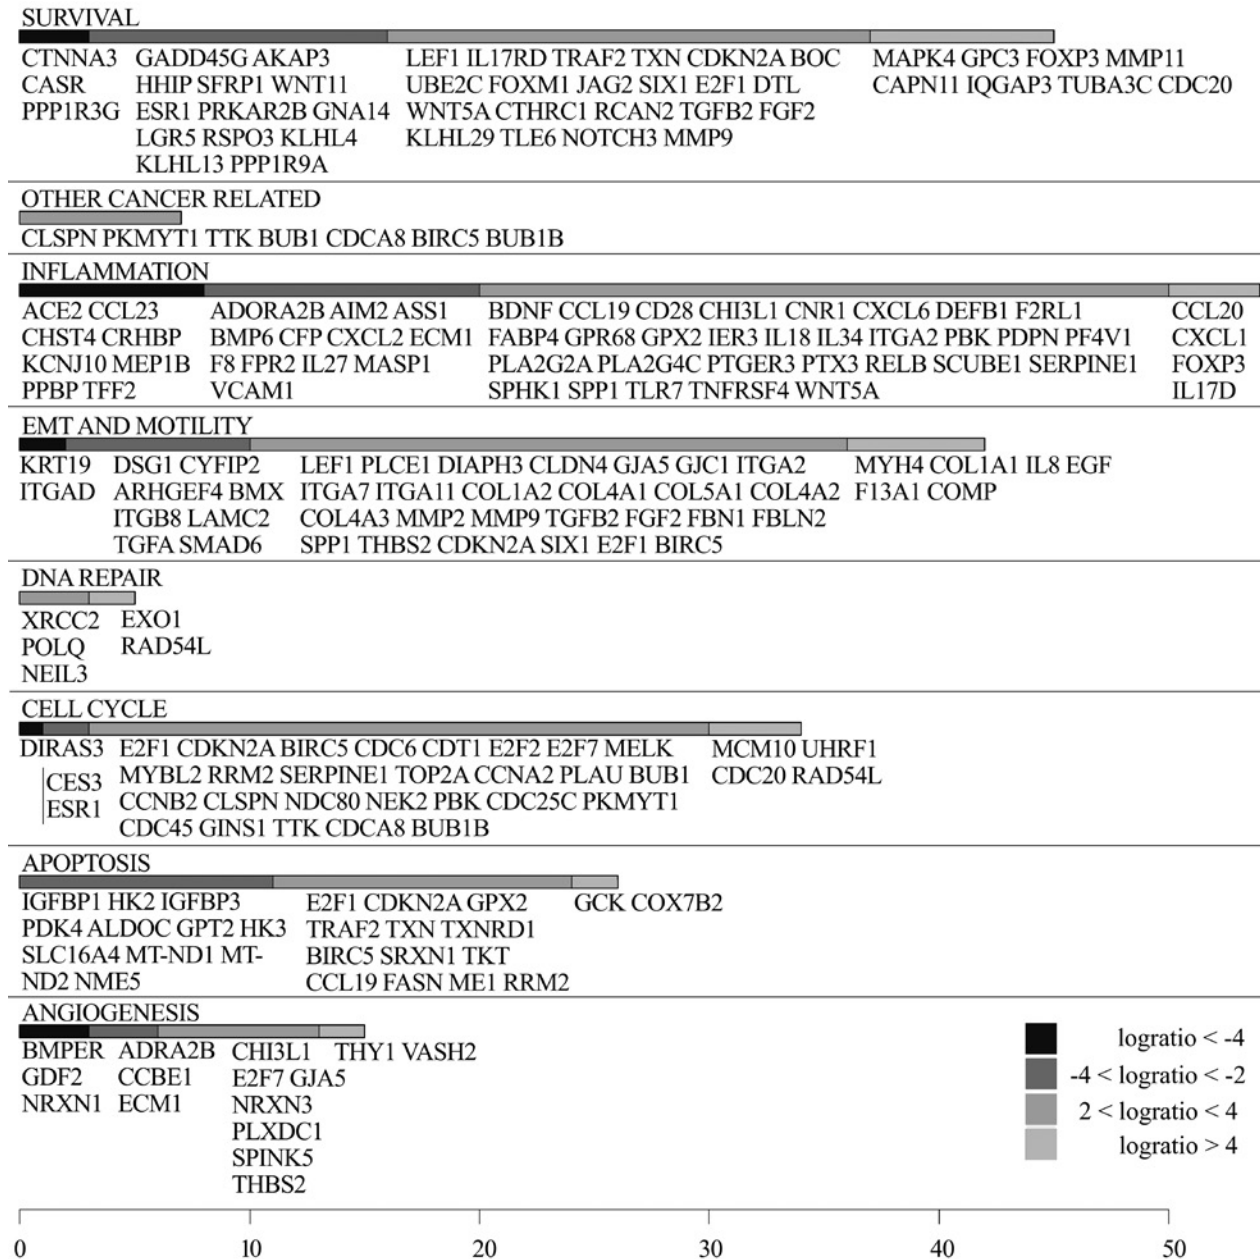 SURVIVAL
CTNNA3 GADD45G AKAP3 LEF1 IL17RD TRAF2 TXN CDKN2A BOC MAPK4 GPC3 FOXP3 MMP11
CASR HHIP SFRP1 WNT11 UBE2C FOXM1 JAG2 SIX1 E2F1 DTL CAPN11 IQGAP3 TUBA3C CDC20
PPP1R3G ESR1 PRKAR2B GNA14 WNT5A CTHRC1 RCAN2 TGFB2 FGF2
LGR5 RSPO3 KLHL4 KLHL29 TLE6 NOTCH3 MMP9
KLHL13 PPP1R9A
OTHER CANCER RELATED
CLSPN PKMYT1 TTK BUB1 CDCA8 BIRC5 BUB1B
INFLAMMATION
ACE2 CCL23 ADORA2B AIM2 ASS1 BDNF CCL19 CD28 CHI3L1 CNR1 CXCL6 DEFB1 F2RL1 CCL20
CHST4 CRHBP BMP6 CFP CXCL2 ECM1 FABP4 GPR68 GPX2 IER3 IL18 IL34 ITGA2 PBK PDPN PF4V1 CXCL1
KCNJ10 MEP1B F8 FPR2 IL27 MASP1 PLA2G2A PLA2G4C PTGER3 PTX3 RELB SCUBE1 SERPINE1 FOXP3
PPBP TFF2 VCAM1 SPHK1 SPP1 TLR7 TNFRSF4 WNT5A IL17D
EMT AND MOTILITY
KRT19 DSG1 CYFIP2 LEF1 PLCE1 DIAPH3 CLDN4 GJA5 GJC1 ITGA2 MYH4 COL1A1 IL8 EGF
ITGAD ARHGEF4 BMX ITGA7 ITGA11 COL1A2 COL4A1 COL5A1 COL4A2 F13A1 COMP
ITGB8 LAMC2 COL4A3 MMP2 MMP9 TGFB2 FGF2 FBN1 FBLN2
TGFA SMAD6 SPP1 THBS2 CDKN2A SIX1 E2F1 BIRC5
DNA REPAIR
XRCC2 EXO1
POLQ RAD54L
NEIL3
CELL CYCLE
DIRAS3 E2F1 CDKN2A BIRC5 CDC6 CDT1 E2F2 E2F7 MELK MCM10 UHRF1
CES3 MYBL2 RRM2 SERPINE1 TOP2A CCNA2 PLAU BUB1 CDC20 RAD54L
ESR1 CCNB2 CLSPN NDC80 NEK2 PBK CDC25C PKMYT1
CDC45 GINS1 TTK CDCA8 BUB1B
APOPTOSIS
IGFBP1 HK2 IGFBP3 E2F1 CDKN2A GPX2 GCK COX7B2
PDK4 ALDOC GPT2 HK3 TRAF2 TXN TXNRD1
SLC16A4 MT-ND1 MT- BIRC5 SRXN1 TKT
ND2 NME5 CCL19 FASN ME1 RRM2
ANGIOGENESIS
BMPER ADRA2B CHI3L1 THY1 VASH2
GDF2 CCBE1 E2F7 GJA5
NRXN1 ECM1 NRXN3
PLXDC1
SPINK5
THBS2
logratio < -4
-4 < logratio < -2
2 < logratio < 4
logratio > 4
0 10 20 30 40 50